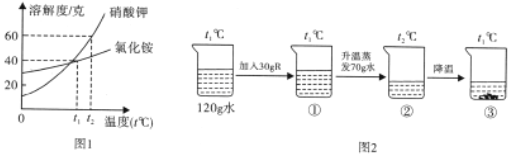 溶解度/克
硝酸钾
60
氯化铵
40
20
0
t₁ t₂ 温度(t℃)
图1
t₁℃
t₁℃
t₂℃
t₁℃
加入30gR
升温蒸
发70g水
降温
120g水
①
②
③
图2